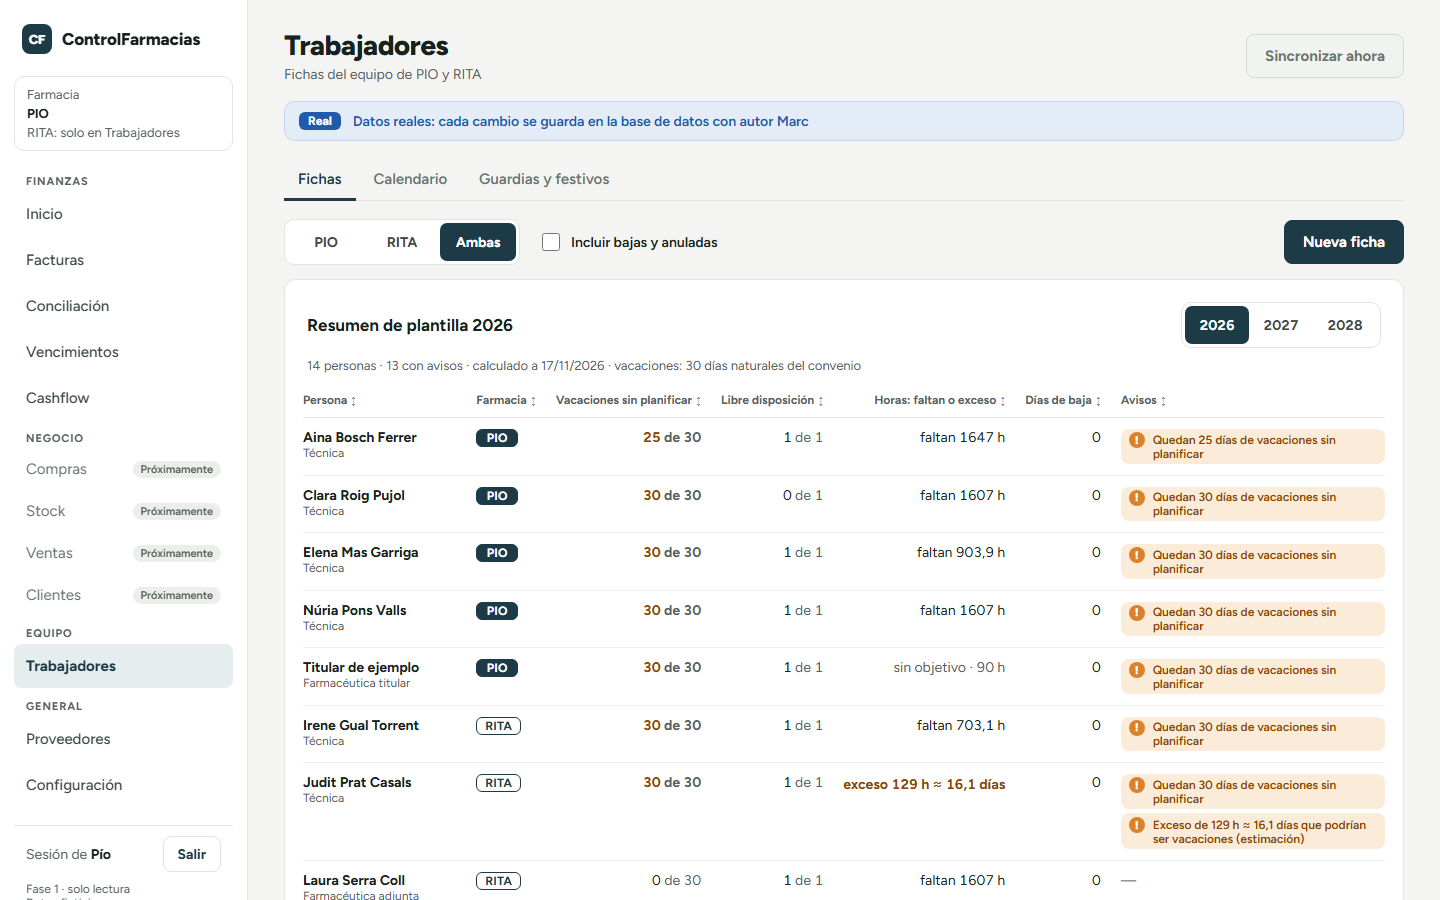 CF ControlFarmacias
Farmacia
PIO
RITA: solo en Trabajadores
FINANZAS
Inicio
Facturas
Conciliación
Vencimientos
Cashflow
NEGOCIO
Compras Próximamente
Stock Próximamente
Ventas Próximamente
Clientes Próximamente
EQUIPO
Trabajadores
GENERAL
Proveedores
Configuración
Sesión de Pío Salir
Fase 1 · solo lectura
Trabajadores
Fichas del equipo de PIO y RITA
Sincronizar ahora
Real Datos reales: cada cambio se guarda en la base de datos con autor Marc
Fichas Calendario Guardias y festivos
PIO RITA Ambas Incluir bajas y anuladas Nueva ficha
Resumen de plantilla 2026 2026 2027 2028
14 personas · 13 con avisos · calculado a 17/11/2026 · vacaciones: 30 días naturales del convenio
Persona ↕ Farmacia ↕ Vacaciones sin planificar ↕ Libre disposición ↕ Horas: faltan o exceso ↕ Días de baja ↕ Avisos ↕
Aina Bosch Ferrer PIO 25 de 30 1 de 1 faltan 1647 h 0 Quedan 25 días de vacaciones sin
Técnica planificar
Clara Roig Pujol PIO 30 de 30 0 de 1 faltan 1607 h 0 Quedan 30 días de vacaciones sin
Técnica planificar
Elena Mas Garriga PIO 30 de 30 1 de 1 faltan 903,9 h 0 Quedan 30 días de vacaciones sin
Técnica planificar
Núria Pons Valls PIO 30 de 30 1 de 1 faltan 1607 h 0 Quedan 30 días de vacaciones sin
Técnica planificar
Titular de ejemplo PIO 30 de 30 1 de 1 sin objetivo · 90 h 0 Quedan 30 días de vacaciones sin
Farmacéutica titular planificar
Irene Gual Torrent RITA 30 de 30 1 de 1 faltan 703,1 h 0 Quedan 30 días de vacaciones sin
Técnica planificar
Judit Prat Casals RITA 30 de 30 1 de 1 exceso 129 h ≈ 16,1 días 0 Quedan 30 días de vacaciones sin
Técnica planificar
Exceso de 129 h ≈ 16,1 días que podrían
ser vacaciones (estimación)
Laura Serra Coll RITA 0 de 30 1 de 1 faltan 1607 h 0 —
Farmacéutica adjunta